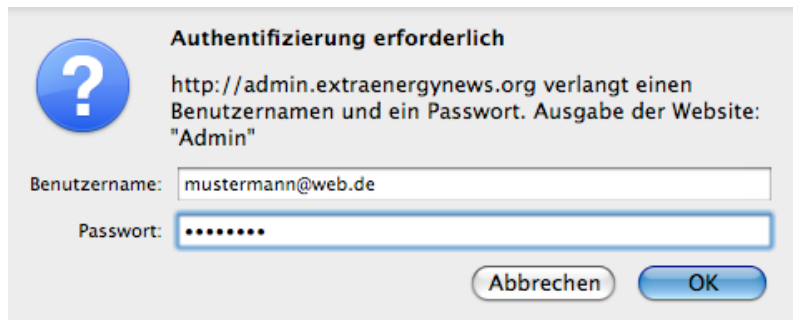 Authentifizierung erforderlich
http://admin.extraenergynews.org verlangt einen
Benutzernamen und ein Passwort. Ausgabe der Website:
"Admin"
Benutzername: mustermann@web.de
Passwort: ••••••••
Abbrechen OK